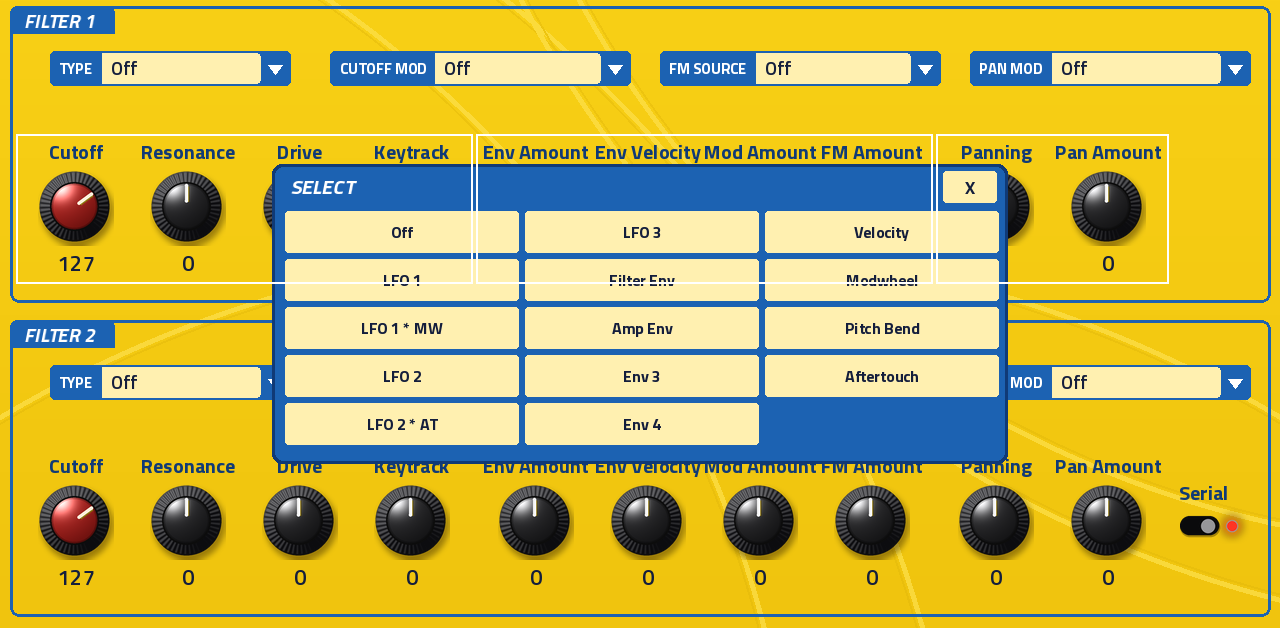 FILTER 1
TYPE Off CUTOFF MOD Off FM SOURCE Off PAN MOD Off
Cutoff Resonance Drive Keytrack Env Amount Env Velocity Mod Amount FM Amount Panning Pan Amount
SELECT X
Off LFO 3 Velocity
127 0 0
LFO 1 Filter Env Modwheel
LFO 1 * MW Amp Env Pitch Bend
FILTER 2
LFO 2 Env 3 Aftertouch
TYPE Off MOD Off
LFO 2 * AT Env 4
Cutoff Resonance Drive Keytrack Env Amount Env Velocity Mod Amount FM Amount Panning Pan Amount
Serial
127 0 0 0 0 0 0 0 0 0